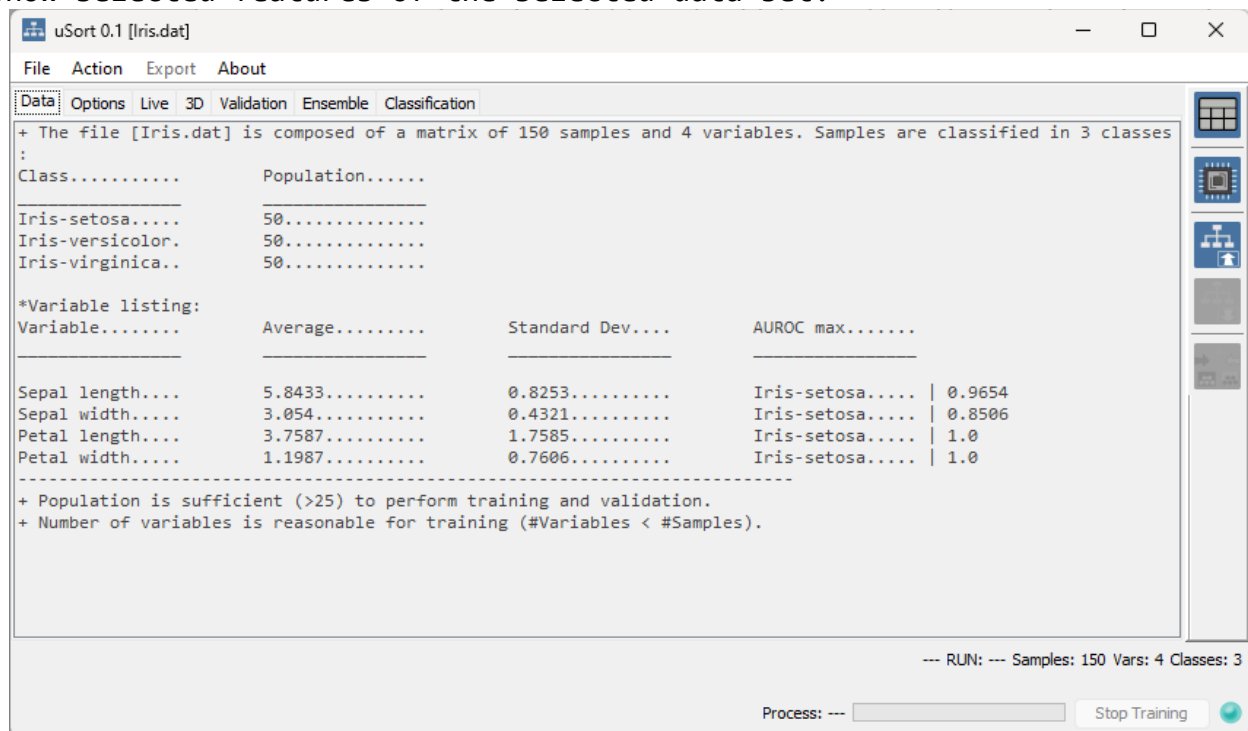 uSort 0.1 [Iris.dat]
File Action Export About
Data Options Live 3D Validation Ensemble Classification
+ The file [Iris.dat] is composed of a matrix of 150 samples and 4 variables. Samples are classified in 3 classes
:
Class........... Population......
________________ ________________
Iris-setosa..... 50..............
Iris-versicolor. 50..............
Iris-virginica.. 50..............
*Variable listing:
Variable........ Average......... Standard Dev.... AUROC max.......
________________ ________________ ________________ ________________
Sepal length.... 5.8433.......... 0.8253.......... Iris-setosa..... | 0.9654
Sepal width..... 3.054........... 0.4321.......... Iris-setosa..... | 0.8506
Petal length.... 3.7587.......... 1.7585.......... Iris-setosa..... | 1.0
Petal width..... 1.1987.......... 0.7606.......... Iris-setosa..... | 1.0
----------------------------------------------------------------------------
+ Population is sufficient (>25) to perform training and validation.
+ Number of variables is reasonable for training (#Variables < #Samples).
--- RUN: --- Samples: 150 Vars: 4 Classes: 3
Process: --- Stop Training